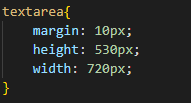 textarea{
    margin: 10px;
    height: 530px;
    width: 720px;
}